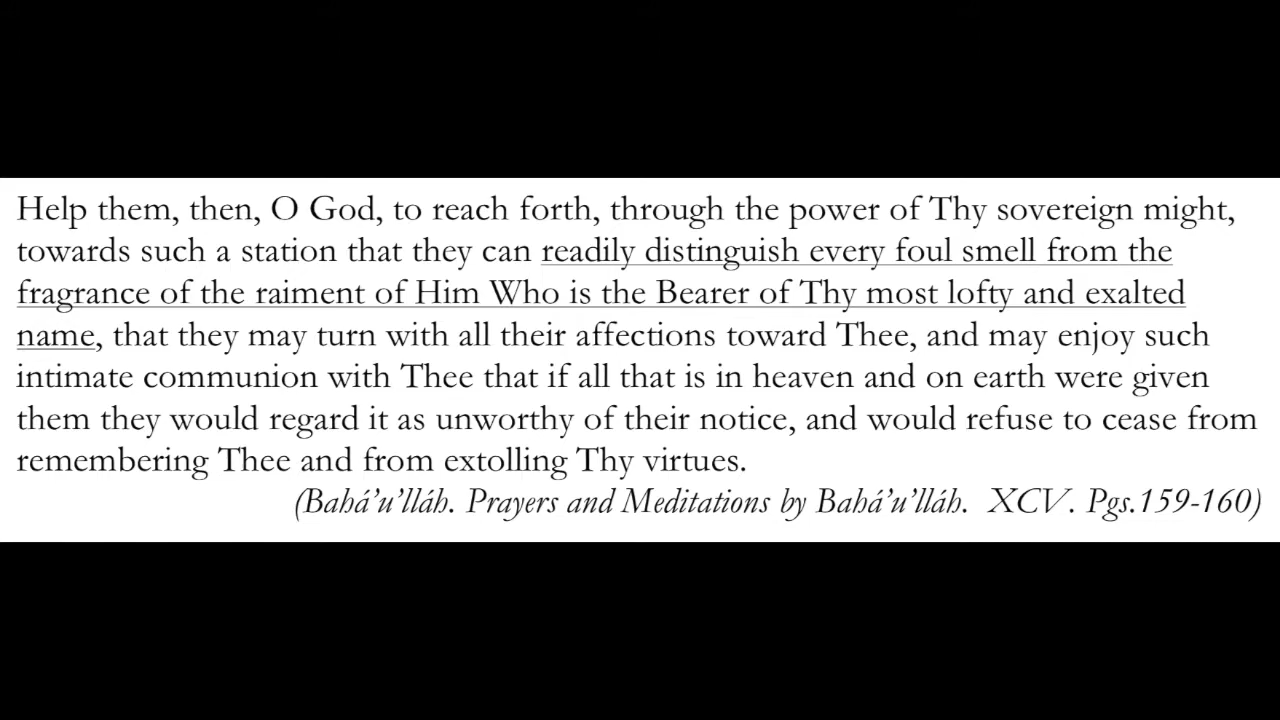 Help them, then, O God, to reach forth, through the power of Thy sovereign might,
towards such a station that they can readily distinguish every foul smell from the
fragrance of the raiment of Him Who is the Bearer of Thy most lofty and exalted
name, that they may turn with all their affections toward Thee, and may enjoy such
intimate communion with Thee that if all that is in heaven and on earth were given
them they would regard it as unworthy of their notice, and would refuse to cease from
remembering Thee and from extolling Thy virtues.
(Bahá’u’lláh. Prayers and Meditations by Bahá’u’lláh. XCV. Pgs.159-160)